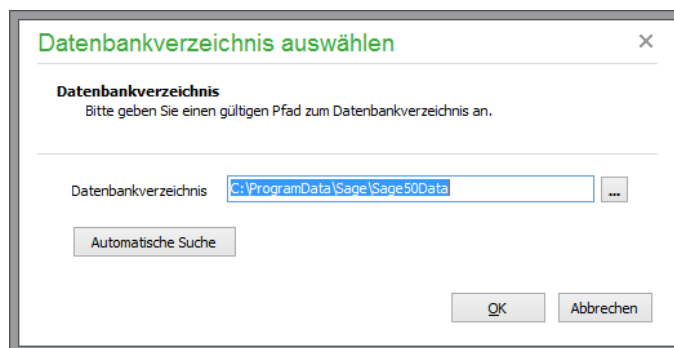 Datenbankverzeichnis auswählen
Datenbankverzeichnis
Bitte geben Sie einen gültigen Pfad zum Datenbankverzeichnis an.
Datenbankverzeichnis C:\ProgramData\Sage\Sage50Data ...
Automatische Suche
OK Abbrechen